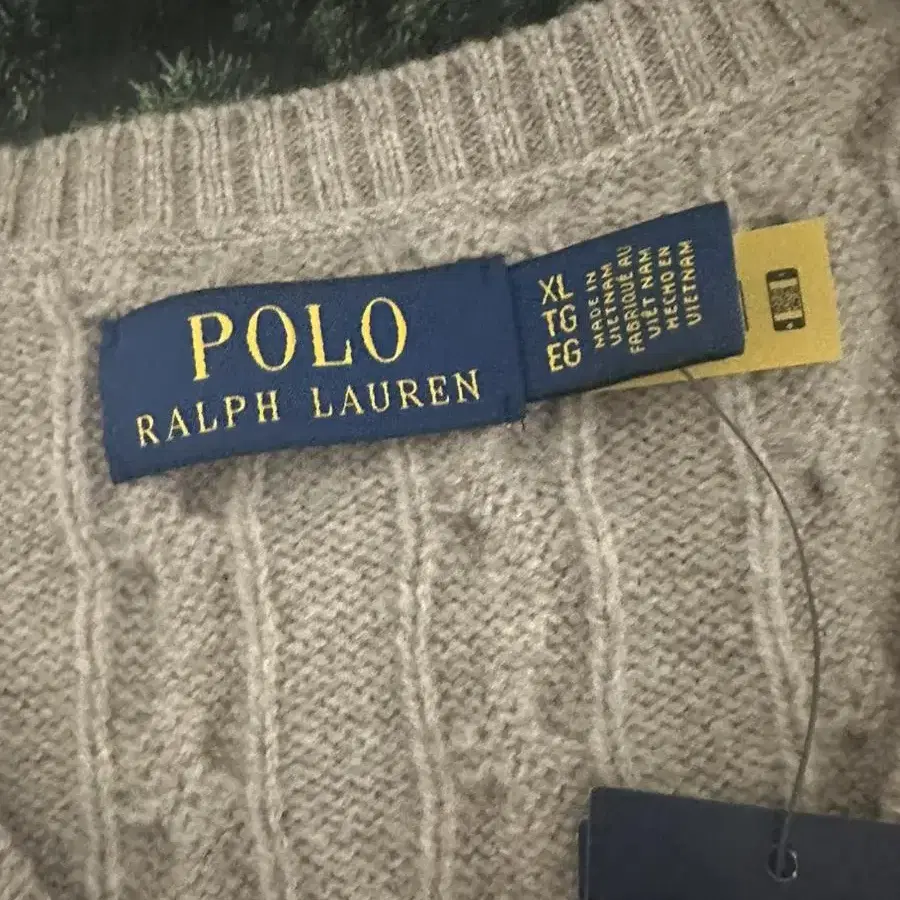 POLO
RALPH LAUREN
XL
TG
EG
MADE IN
VIETNAM
FABRIQUÉ AU
VIÊT NAM
HECHO EN
VIETNAM